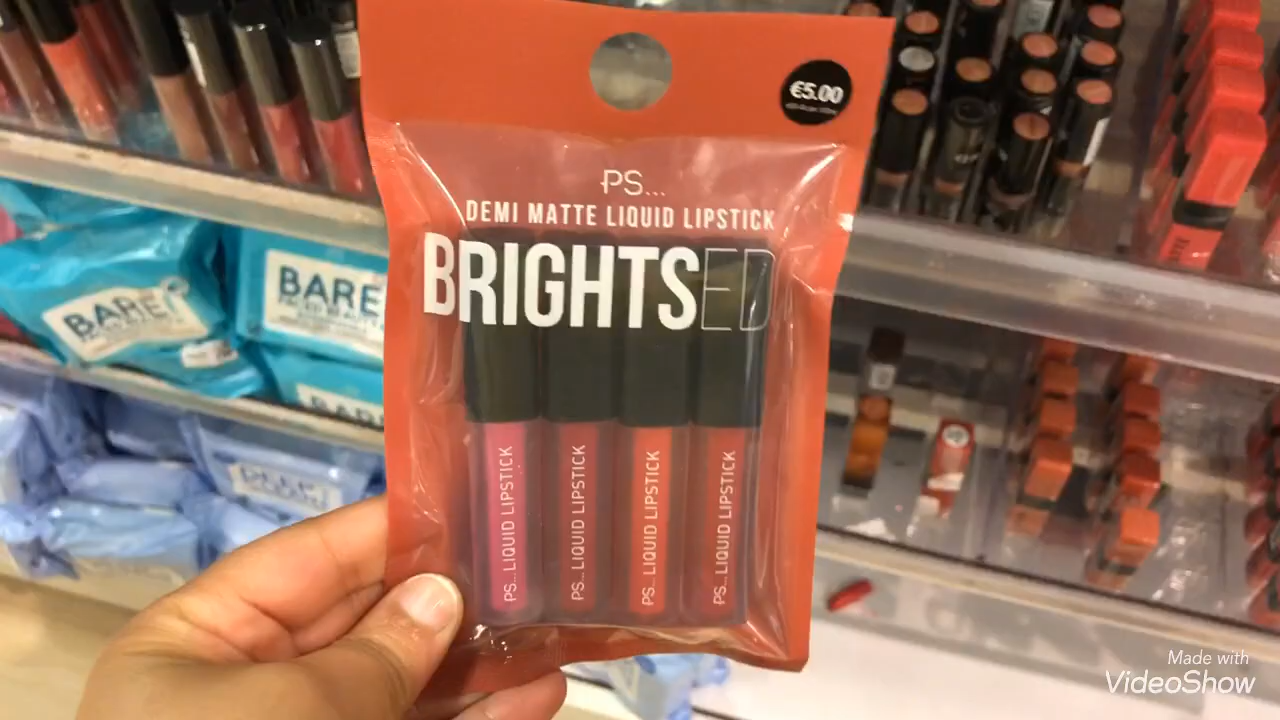 €5.00
PS...
DEMI MATTE LIQUID LIPSTICK
BRIGHTSED
PS...LIQUID LIPSTICK
PS...LIQUID LIPSTICK
PS...LIQUID LIPSTICK
PS...LIQUID LIPSTICK
BARE
BARE
Made with
VideoShow